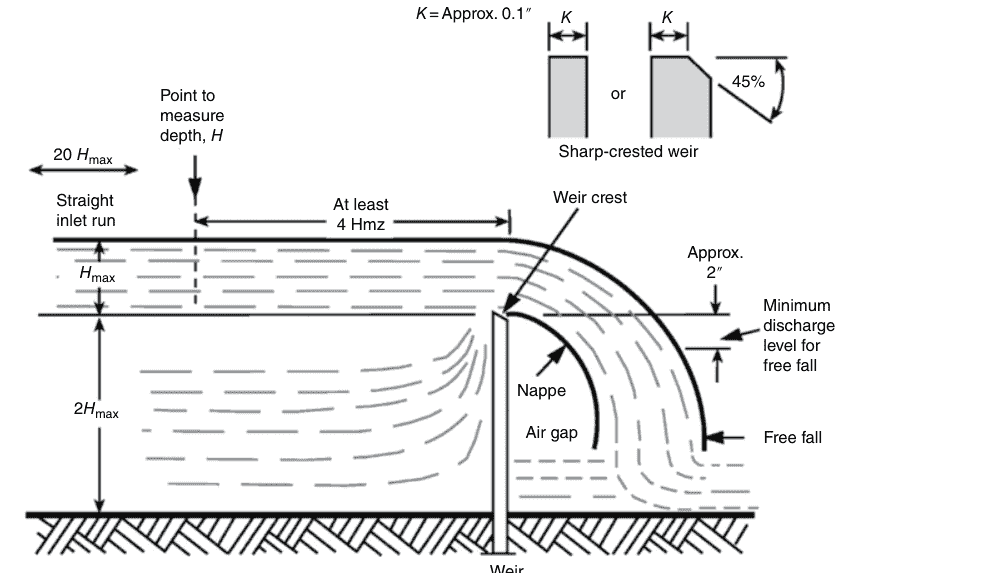 K = Approx. 0.1″
K
K
or
45%
Sharp-crested weir
Point to
measure
depth, H
20 Hmax
Straight
inlet run
At least
4 Hmz
Weir crest
Approx.
2″
Hmax
Minimum
discharge
level for
free fall
Nappe
2Hmax
Air gap
Free fall
Weir